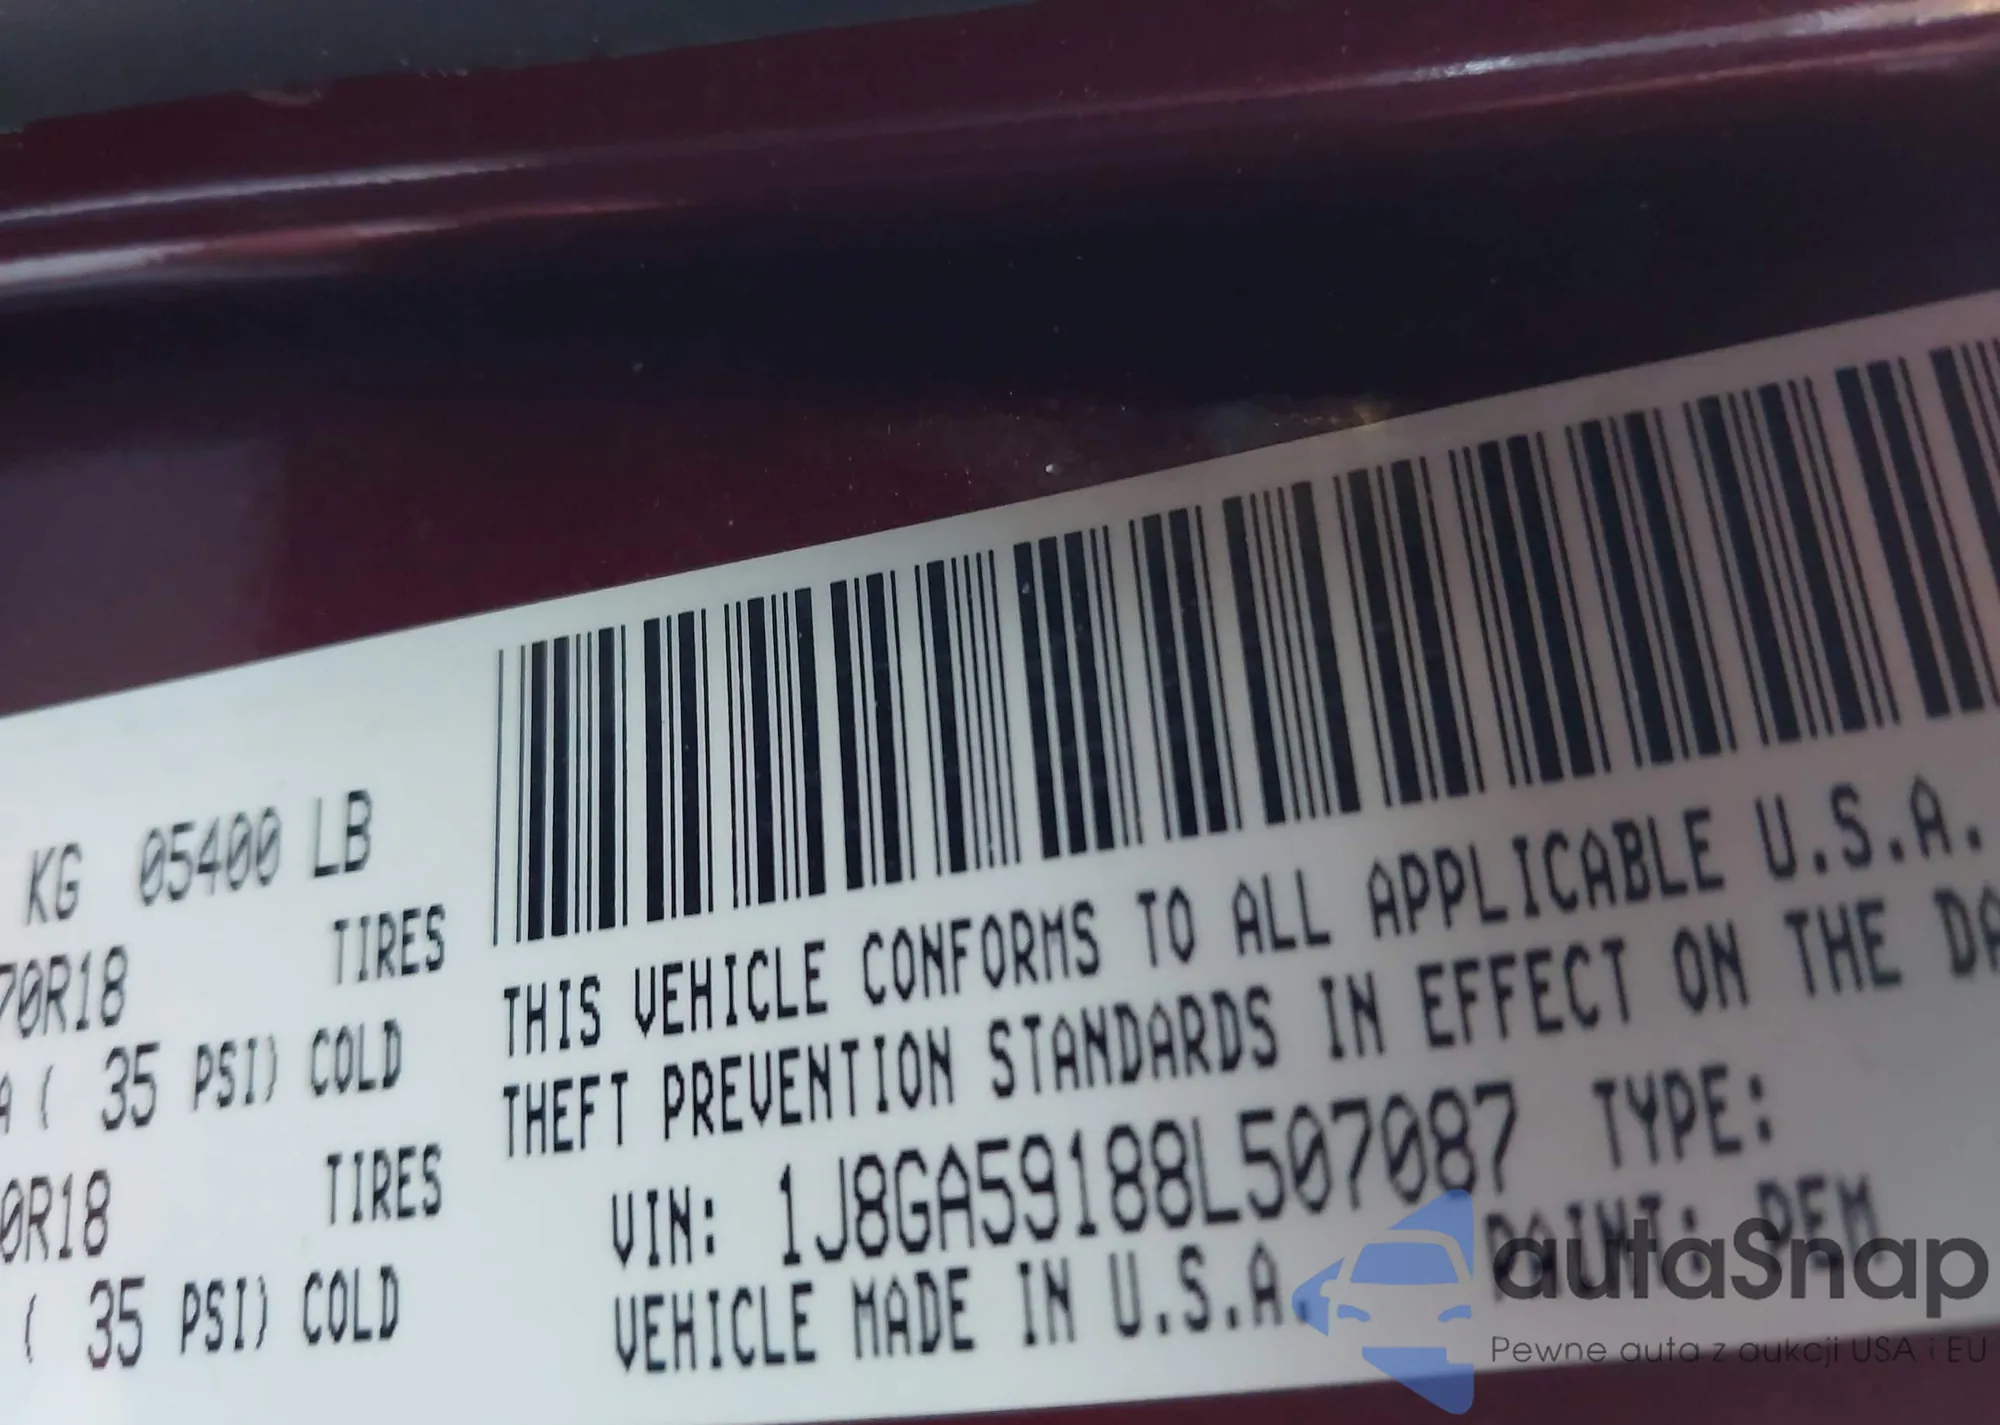 KG 05400 LB
70R18 TIRES
A ( 35 PSI) COLD
0R18 TIRES
( 35 PSI) COLD
THIS VEHICLE CONFORMS TO ALL APPLICABLE U.S.A.
THEFT PREVENTION STANDARDS IN EFFECT ON THE DA
VIN: 1J8GA59188L507087 TYPE:
VEHICLE MADE IN U.S.A. PAINT: PEM
autaSnap
Pewne auta z aukcji USA i EU